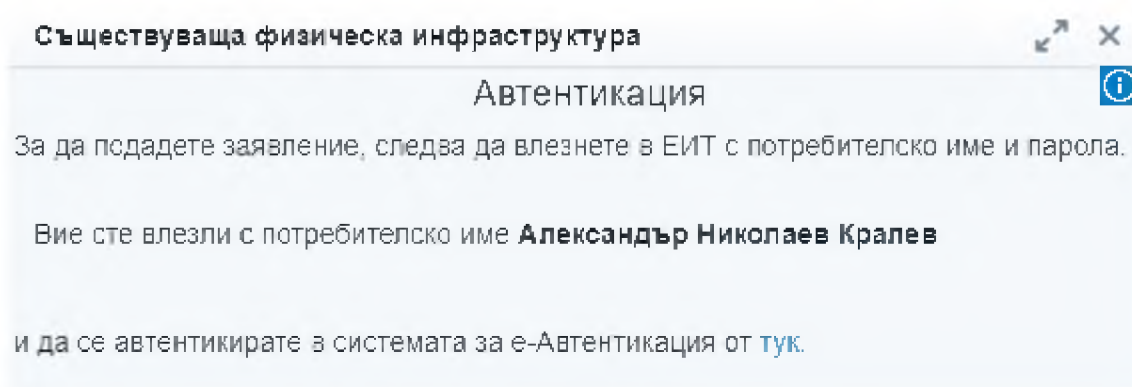 Съществуваща физическа инфраструктура
Автентикация
За да подадете заявление, следва да влезнете в ЕИТ с потребителско име и парола.
Вие сте влезли с потребителско име Александър Николаев Кралев
и да се автентикирате в системата за е-Автентикация от тук.